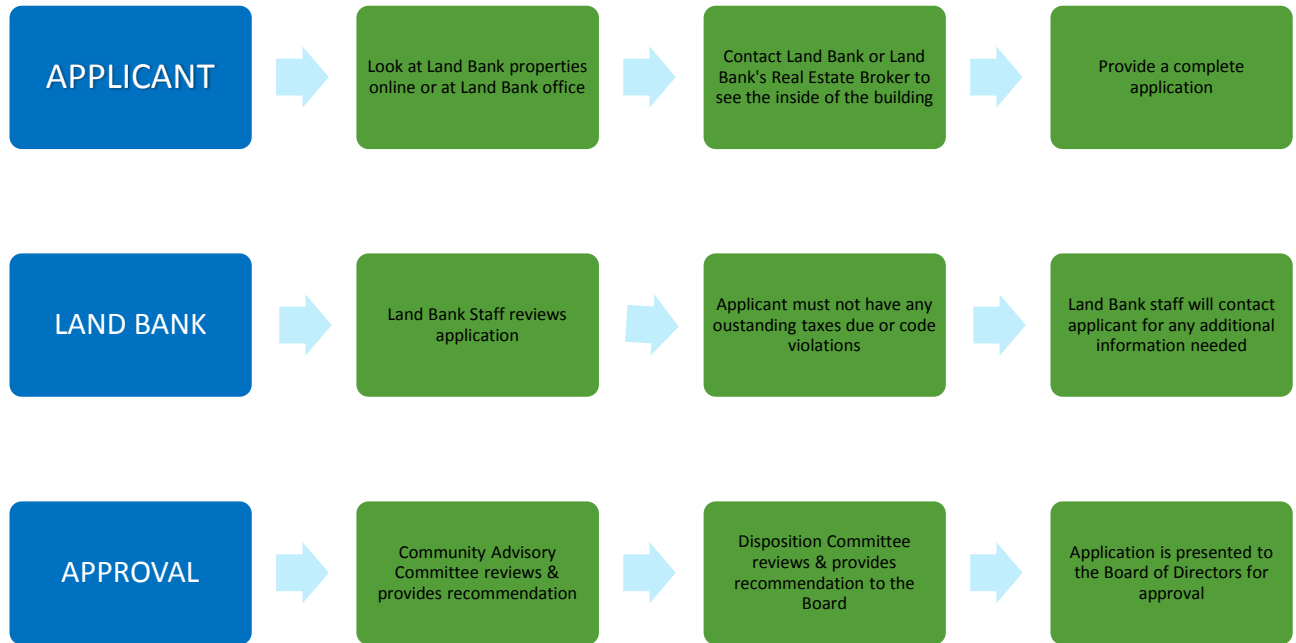 APPLICANT
Look at Land Bank properties
online or at Land Bank office
Contact Land Bank or Land
Bank's Real Estate Broker to
see the inside of the building
Provide a complete
application
LAND BANK
Land Bank Staff reviews
application
Applicant must not have any
oustanding taxes due or code
violations
Land Bank staff will contact
applicant for any additional
information needed
APPROVAL
Community Advisory
Committee reviews &
provides recommendation
Disposition Committee
reviews & provides
recommendation to the
Board
Application is presented to
the Board of Directors for
approval